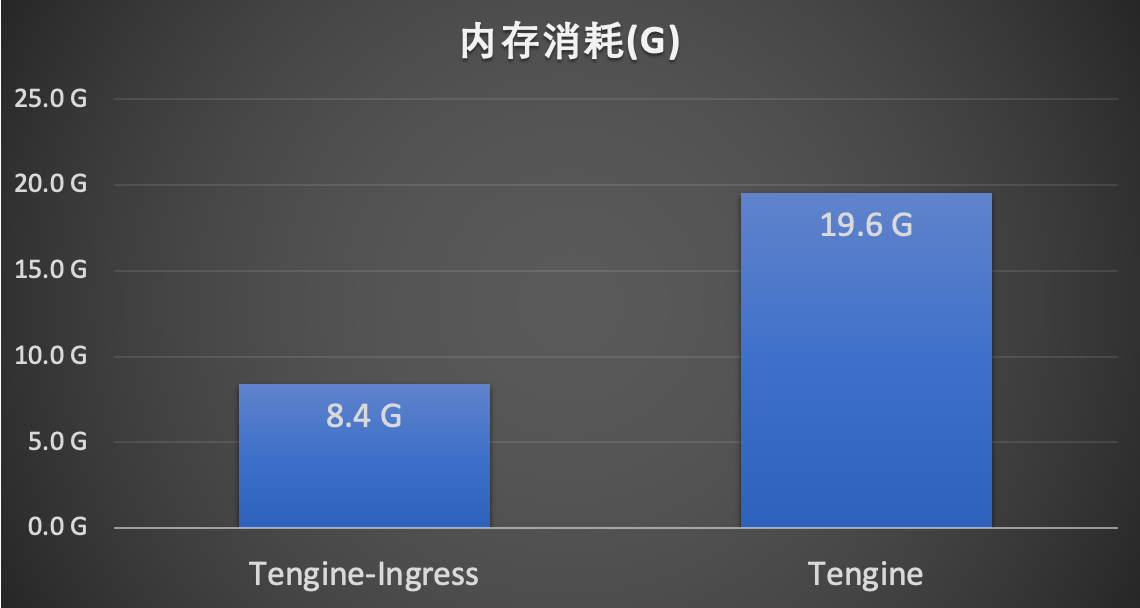 内存消耗(G)
25.0 G
20.0 G
19.6 G
15.0 G
10.0 G
8.4 G
5.0 G
0.0 G
Tengine-Ingress
Tengine